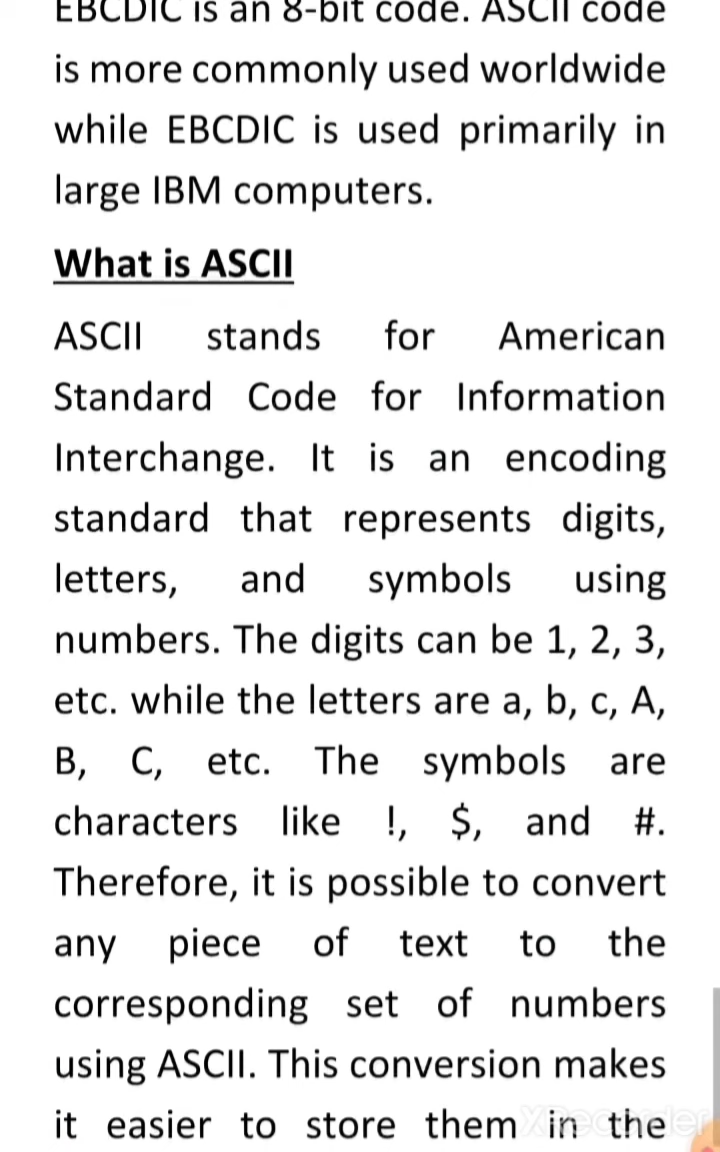 EBCDIC is an 8-bit code. ASCII code
is more commonly used worldwide
while EBCDIC is used primarily in
large IBM computers.
What is ASCII
ASCII stands for American
Standard Code for Information
Interchange. It is an encoding
standard that represents digits,
letters, and symbols using
numbers. The digits can be 1, 2, 3,
etc. while the letters are a, b, c, A,
B, C, etc. The symbols are
characters like !, $, and #.
Therefore, it is possible to convert
any piece of text to the
corresponding set of numbers
using ASCII. This conversion makes
it easier to store them in the
XRecorder